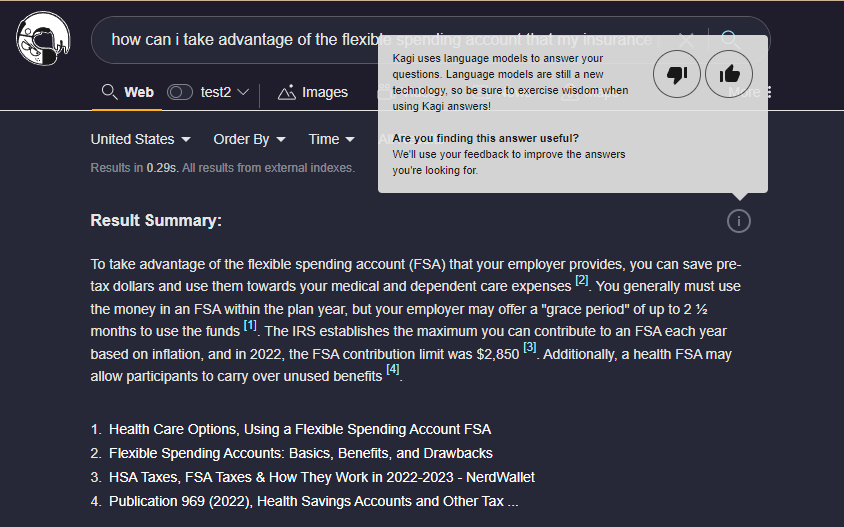 how can i take advantage of the flexible spending account that my insurance
Kagi uses language models to answer your
questions. Language models are still a new
technology, so be sure to exercise wisdom when
using Kagi answers!
Are you finding this answer useful?
We'll use your feedback to improve the answers
you're looking for.
Web
test2
Images
More
United States
Order By
Time
Results in 0.29s. All results from external indexes.
Result Summary:
To take advantage of the flexible spending account (FSA) that your employer provides, you can save pre-
tax dollars and use them towards your medical and dependent care expenses [2]. You generally must use
the money in an FSA within the plan year, but your employer may offer a "grace period" of up to 2 ½
months to use the funds [1]. The IRS establishes the maximum you can contribute to an FSA each year
based on inflation, and in 2022, the FSA contribution limit was $2,850 [3]. Additionally, a health FSA may
allow participants to carry over unused benefits [4].
1. Health Care Options, Using a Flexible Spending Account FSA
2. Flexible Spending Accounts: Basics, Benefits, and Drawbacks
3. HSA Taxes, FSA Taxes & How They Work in 2022-2023 - NerdWallet
4. Publication 969 (2022), Health Savings Accounts and Other Tax ...